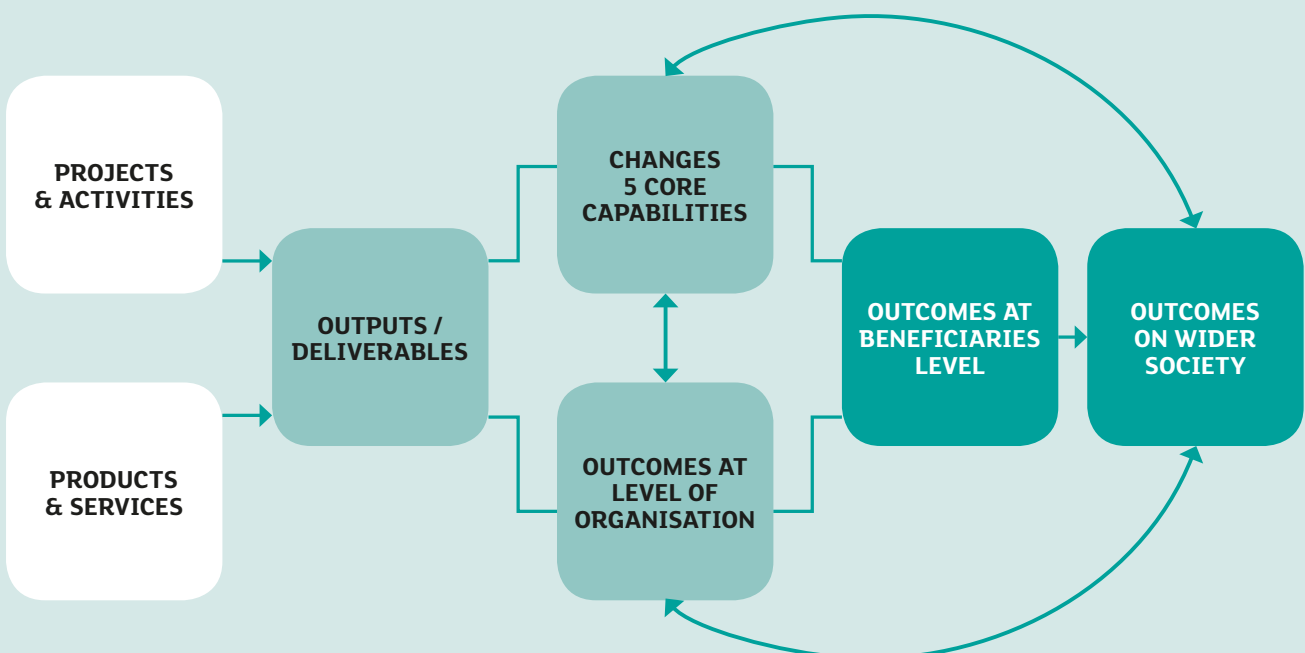 PROJECTS
& ACTIVITIES
PRODUCTS
& SERVICES
OUTPUTS /
DELIVERABLES
CHANGES
5 CORE
CAPABILITIES
OUTCOMES AT
LEVEL OF
ORGANISATION
OUTCOMES AT
BENEFICIARIES
LEVEL
OUTCOMES
ON WIDER
SOCIETY